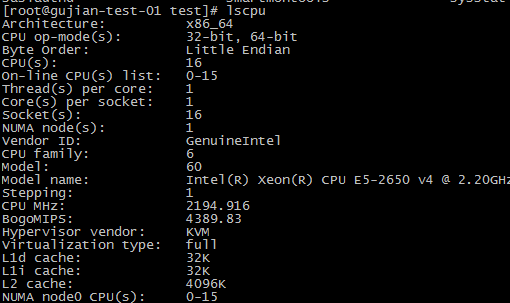 [root@gujian-test-01 test]# lscpu
Architecture: x86_64
CPU op-mode(s): 32-bit, 64-bit
Byte Order: Little Endian
CPU(s): 16
On-line CPU(s) list: 0-15
Thread(s) per core: 1
Core(s) per socket: 1
Socket(s): 16
NUMA node(s): 1
Vendor ID: GenuineIntel
CPU family: 6
Model: 60
Model name: Intel(R) Xeon(R) CPU E5-2650 v4 @ 2.20GHz
Stepping: 1
CPU MHz: 2194.916
BogoMIPS: 4389.83
Hypervisor vendor: KVM
Virtualization type: full
L1d cache: 32K
L1i cache: 32K
L2 cache: 4096K
NUMA node0 CPU(s): 0-15